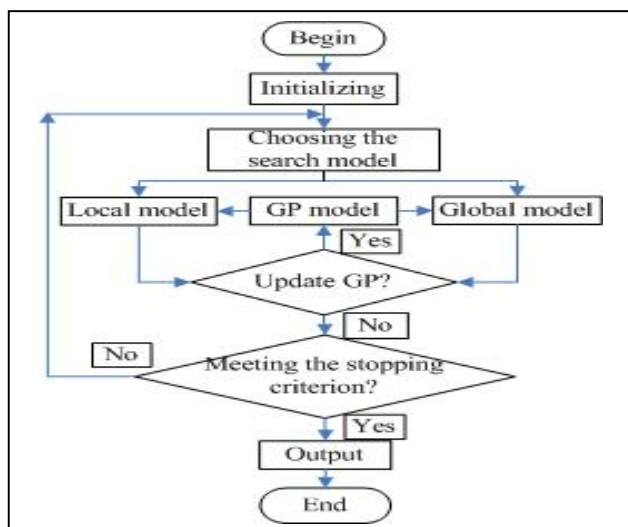 Begin
Initializing
Choosing the
search model
Local model
GP model
Global model
Yes
Update GP?
No
No
Meeting the stopping
criterion?
Yes
Output
End